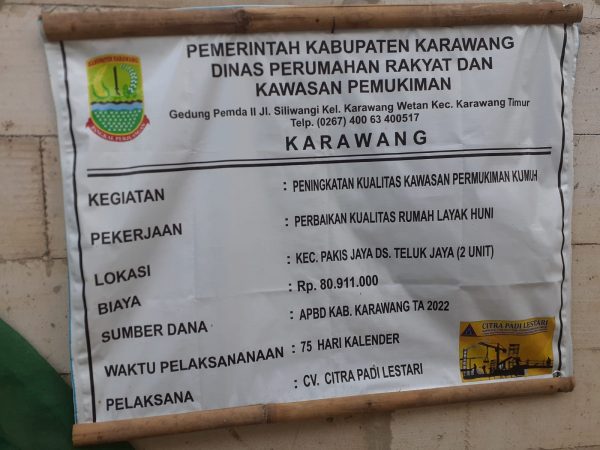 PEMERINTAH KABUPATEN KARAWANG
DINAS PERUMAHAN RAKYAT DAN
KAWASAN PEMUKIMAN
Gedung Pemda II Jl. Siliwangi Kel. Karawang Wetan Kec. Karawang Timur
Telp. (0267) 400 63 400517
KARAWANG
KEGIATAN : PENINGKATAN KUALITAS KAWASAN PERMUKIMAN KUMUH
PEKERJAAN : PERBAIKAN KUALITAS RUMAH LAYAK HUNI
LOKASI : KEC. PAKIS JAYA DS. TELUK JAYA (2 UNIT)
BIAYA : Rp. 80.911.000
SUMBER DANA : APBD KAB. KARAWANG TA 2022
WAKTU PELAKSANANAAN : 75 HARI KALENDER
PELAKSANA : CV. CITRA PADI LESTARI
CITRA PADI LESTARI